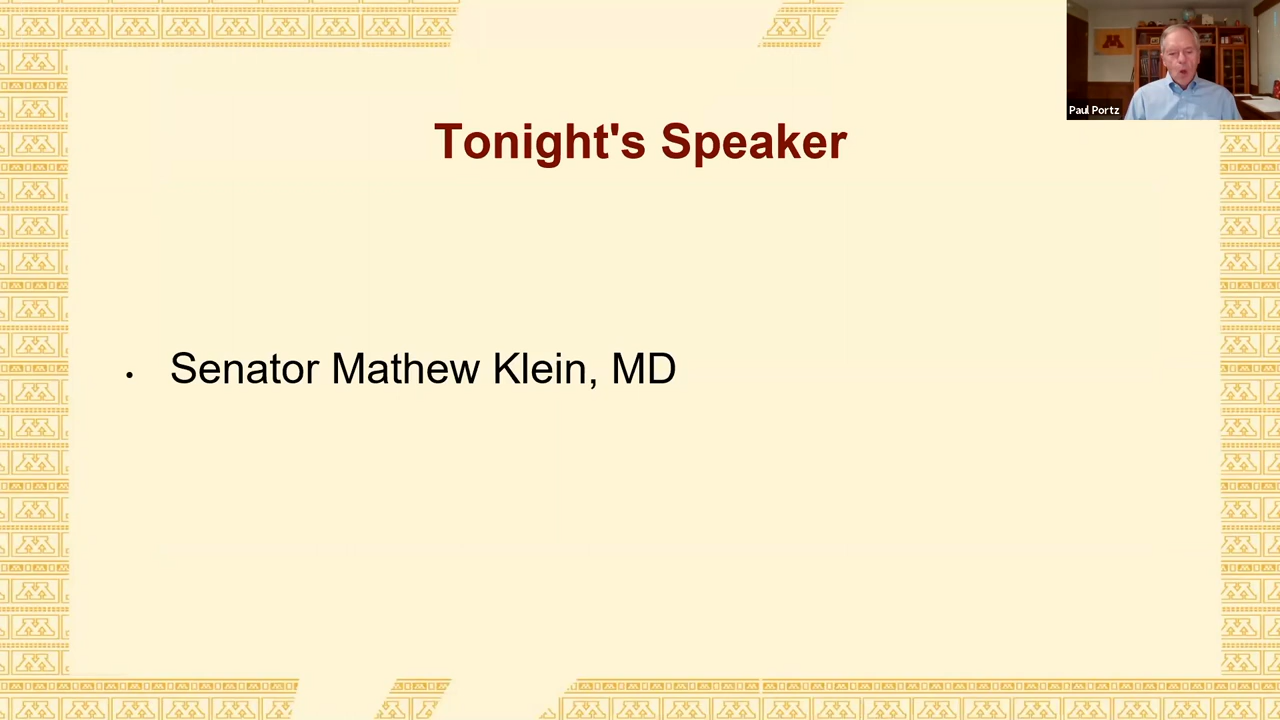 Paul Portz
Tonight's Speaker
• Senator Mathew Klein, MD